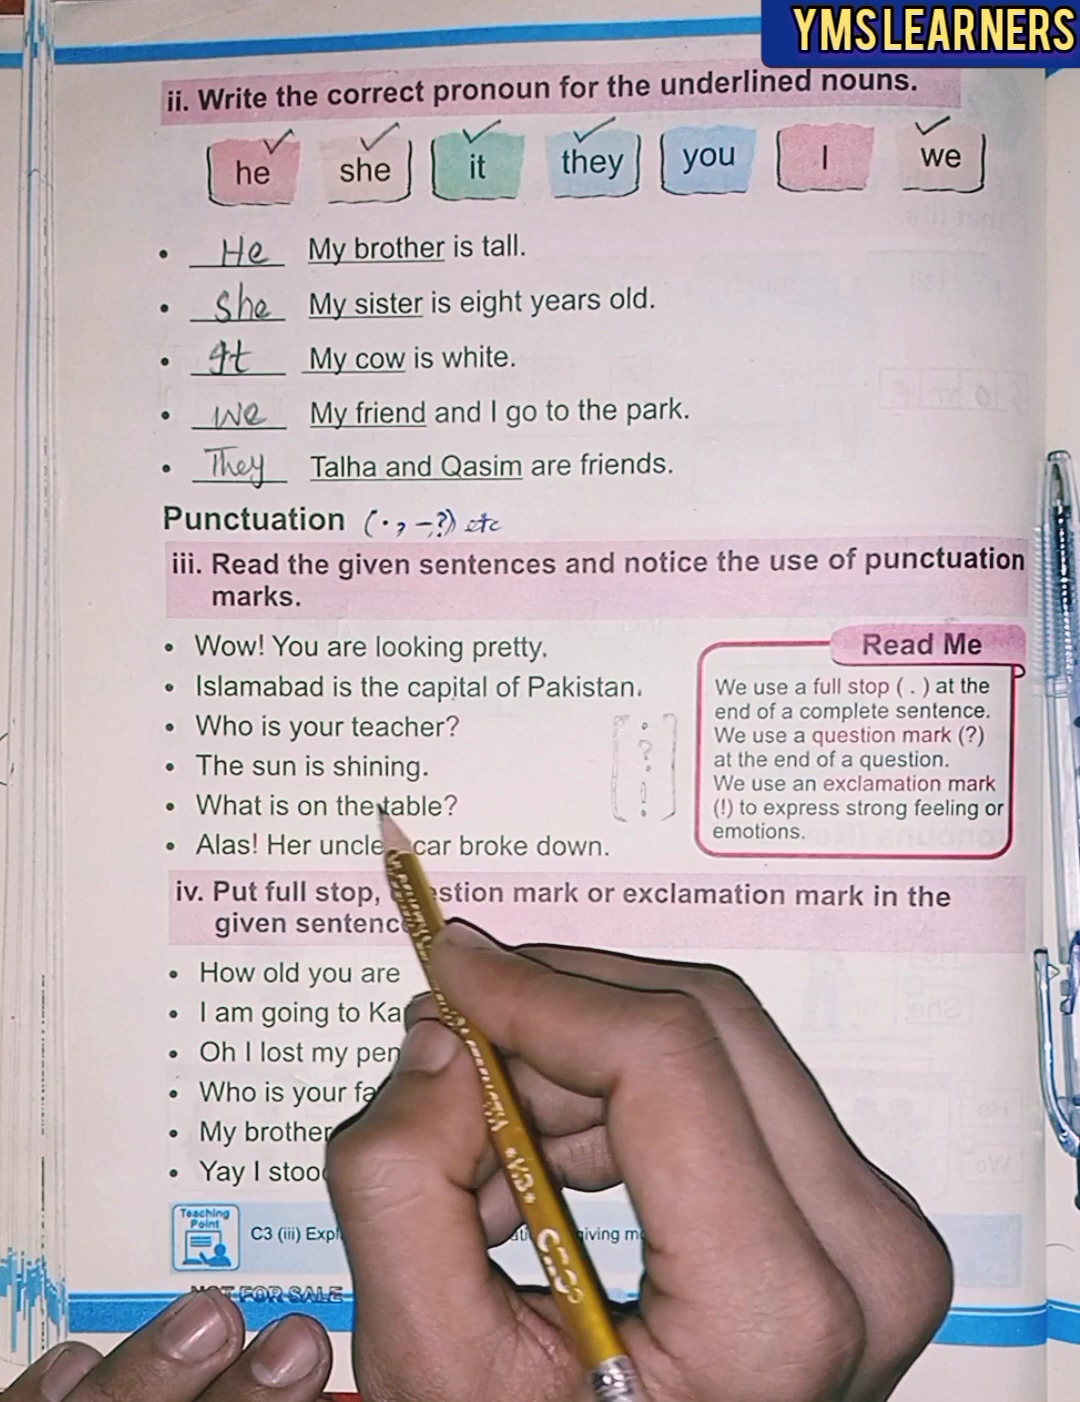 YMS LEARNERS
ii. Write the correct pronoun for the underlined nouns.
he she it they you I we
• He My brother is tall.
• She My sister is eight years old.
• It My cow is white.
• We My friend and I go to the park.
• They Talha and Qasim are friends.
Punctuation (. , - ?) etc
iii. Read the given sentences and notice the use of punctuation
marks.
• Wow! You are looking pretty.
• Islamabad is the capital of Pakistan.
• Who is your teacher?
• The sun is shining.
• What is on the table?
• Alas! Her uncle car broke down.
Read Me
We use a full stop ( . ) at the
end of a complete sentence.
We use a question mark (?)
at the end of a question.
We use an exclamation mark
(!) to express strong feeling or
emotions.
iv. Put full stop, mark or exclamation mark in the
given
• How old you are
• I am going to
• Oh I lost my
• Who is your
• My brother
• Yay I
Teaching
Point
C3 (iii)
NOT FOR SALE